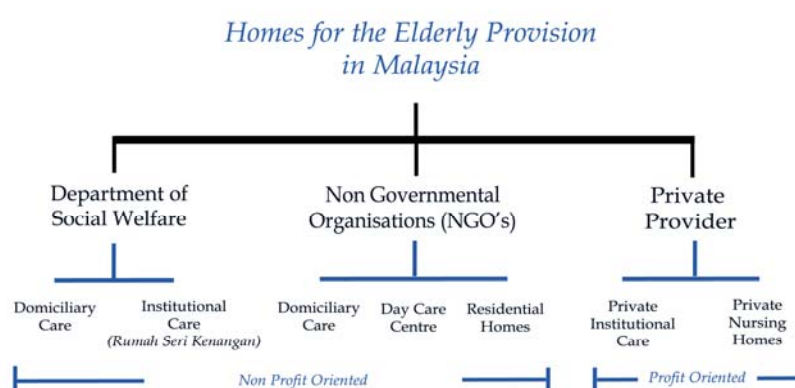 Homes for the Elderly Provision
in Malaysia
Department of
Social Welfare
Non Governmental
Organisations (NGO's)
Private
Provider
Domiciliary
Care
Institutional
Care
(Rumah Seri Kenangan)
Domiciliary
Care
Day Care
Centre
Residential
Homes
Private
Institutional
Care
Private
Nursing
Homes
Non Profit Oriented
Profit Oriented